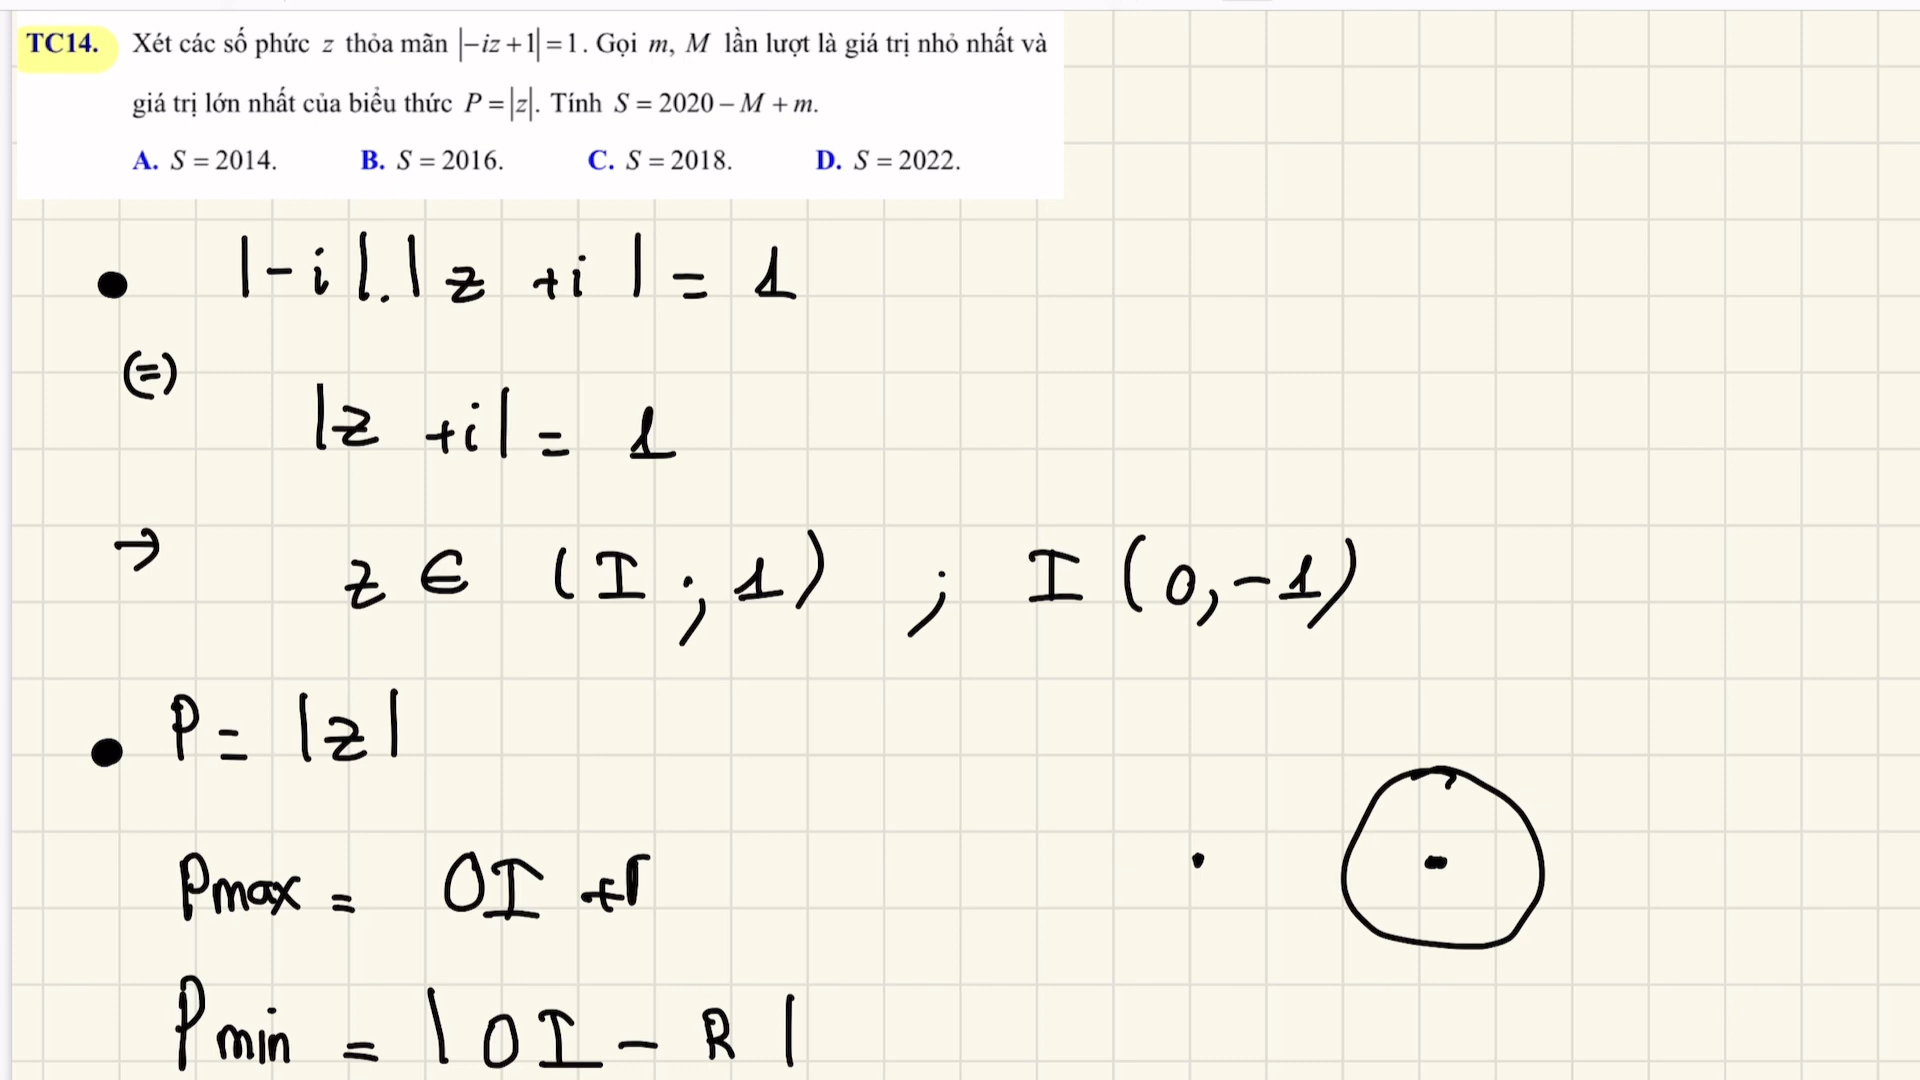 TC14. Xét các số phức z thỏa mãn |−iz+1|=1. Gọi m, M lần lượt là giá trị nhỏ nhất và
giá trị lớn nhất của biểu thức P=|z|. Tính S = 2020 − M + m.
A. S = 2014. B. S = 2016. C. S = 2018. D. S = 2022.
|-i|.|z +i| = 1
(=)
|z +i| = 1
→ z ∈ (I ; 1) ; I (0,-1)
P = |z|
Pmax = OI +r
Pmin = |OI - R|